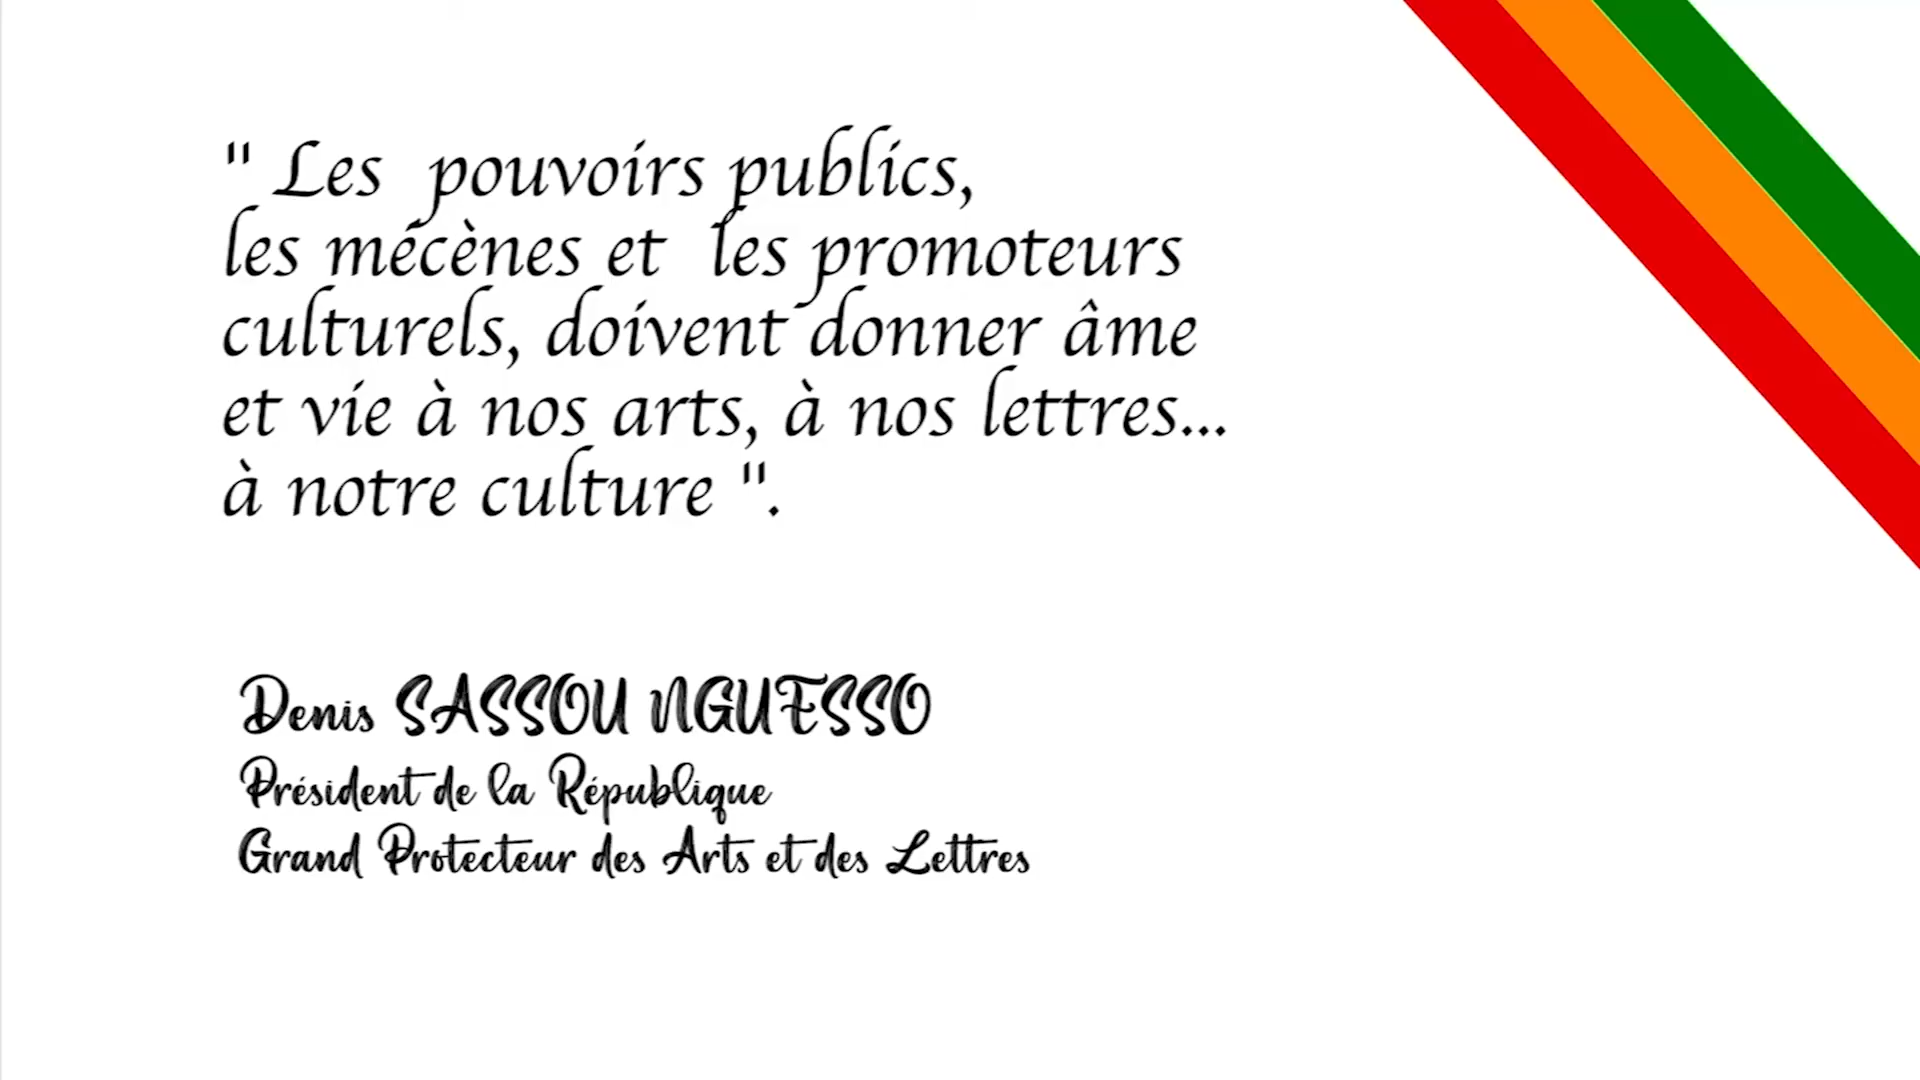 " Les pouvoirs publics,
les mécènes et les promoteurs
culturels, doivent donner âme
et vie à nos arts, à nos lettres...
à notre culture ".
Denis SASSOU NGUESSO
Président de la République
Grand Protecteur des Arts et des Lettres